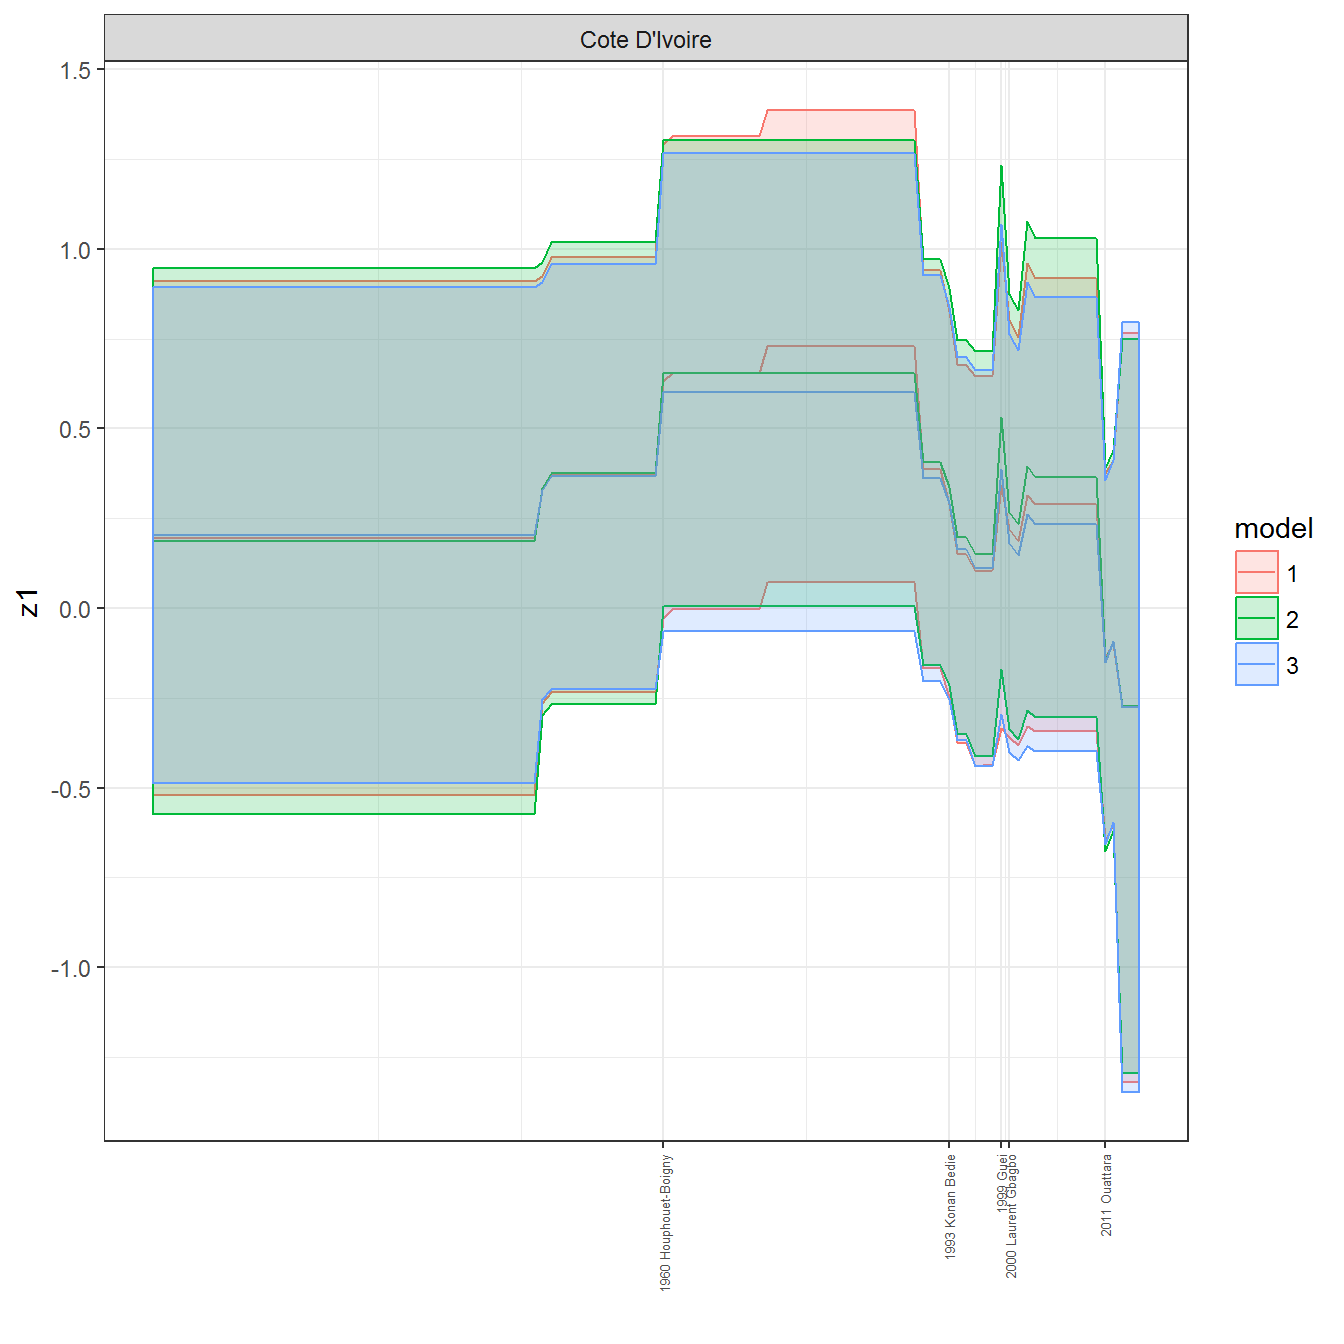 Cote D'Ivoire
1.5
1.0
0.5
0.0
-0.5
-1.0
z1
model
1
2
3
1960 Houphouet-Boigny
1993 Konan Bedie
1999 Guei
2000 Laurent Gbagbo
2011 Ouattara